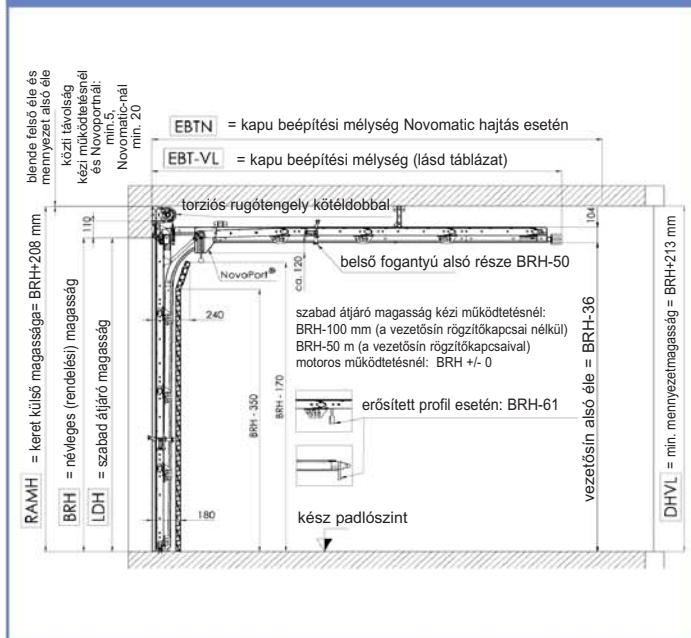 blende felső éle és
mennyezet alsó éle
közti távolság
kézi működtetésnél
és Novoportnál:
min.5,
Novomatic-nál
min. 20
EBTN = kapu beépítési mélység Novomatic hajtás esetén
EBT-VL = kapu beépítési mélység (lásd táblázat)
torziós rugótengely kötéldobbal
110
104
NovoPort®
ca. 120
belső fogantyú alsó része BRH-50
240
szabad átjáró magasság kézi működtetésnél:
BRH-100 mm (a vezetősín rögzítőkapcsai nélkül)
BRH-50 m (a vezetősín rögzítőkapcsaival)
motoros működtetésnél: BRH +/- 0
erősített profil esetén: BRH-61
BRH - 350
BRH - 170
180
kész padlószint
RAMH = keret külső magassága= BRH+208 mm
BRH = névleges (rendelési) magasság
LDH = szabad átjáró magasság
vezetősín alsó éle = BRH-36
DHVL = min. mennyezetmagasság = BRH+213 mm